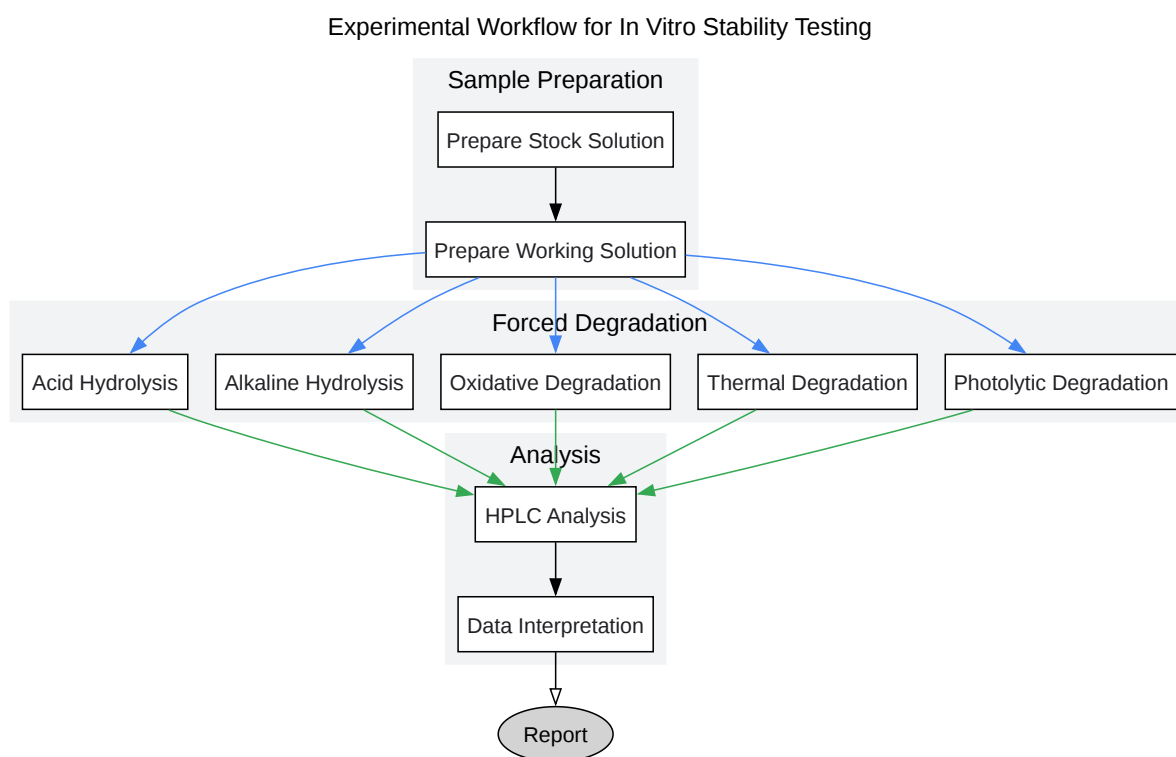 Experimental Workflow for In Vitro Stability Testing
Sample Preparation
Prepare Stock Solution
Prepare Working Solution
Forced Degradation
Acid Hydrolysis
Alkaline Hydrolysis
Oxidative Degradation
Thermal Degradation
Photolytic Degradation
Analysis
HPLC Analysis
Data Interpretation
Report